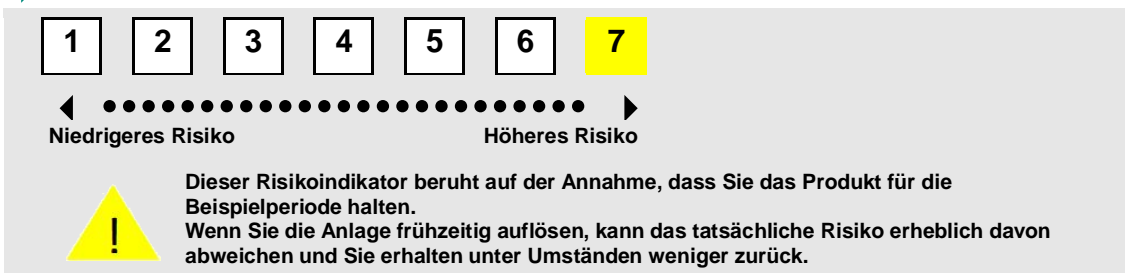 1 2 3 4 5 6 7
Niedrigeres Risiko Höheres Risiko
Dieser Risikoindikator beruht auf der Annahme, dass Sie das Produkt für die
Beispielperiode halten.
! Wenn Sie die Anlage frühzeitig auflösen, kann das tatsächliche Risiko erheblich davon
abweichen und Sie erhalten unter Umständen weniger zurück.